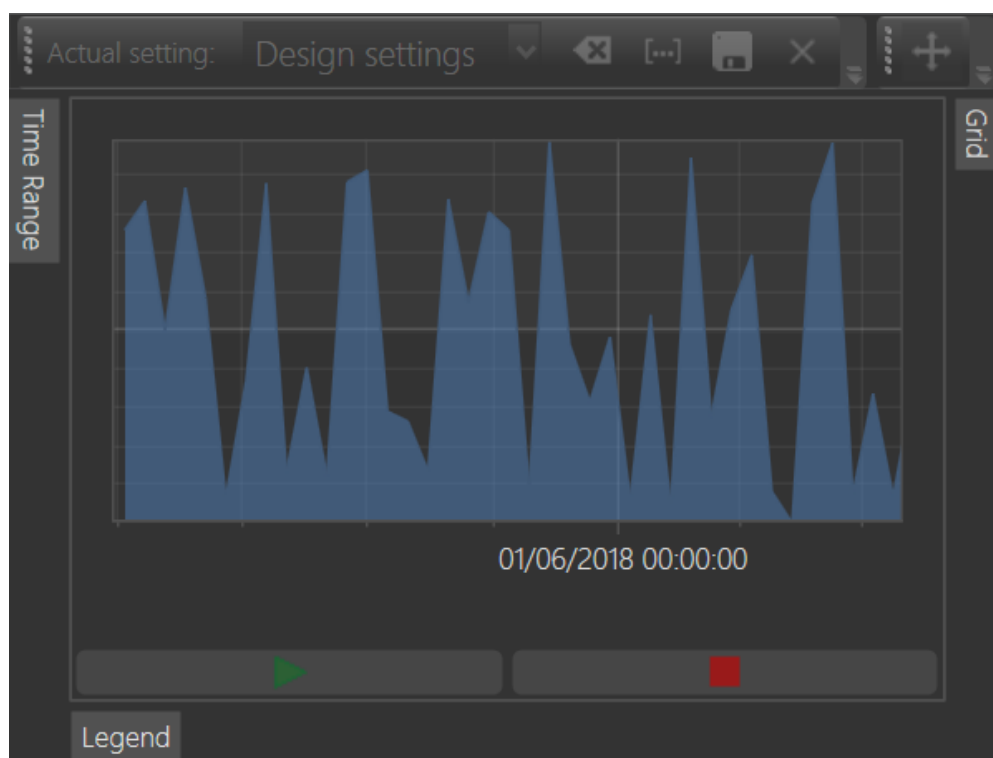 Actual setting: Design settings [...]
Time Range
Grid
01/06/2018 00:00:00
Legend